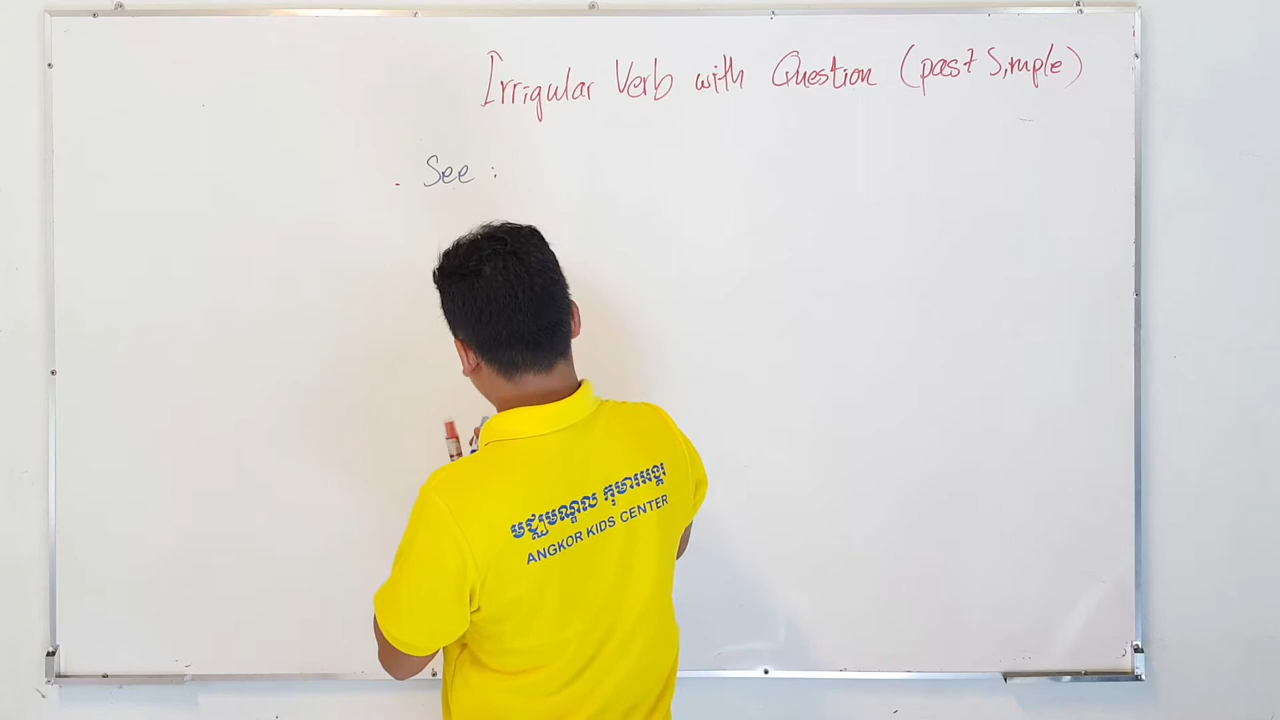 Irrigular Verb with Question (past Simple)
. See :
មជ្ឈមណ្ឌល កុមារអង្គរ
ANGKOR KIDS CENTER